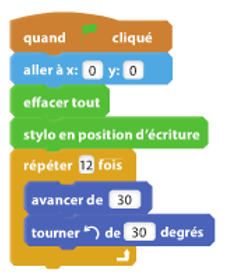 quand cliqué
aller à x: 0 y: 0
effacer tout
stylo en position d'écriture
répéter 12 fois
avancer de 30
tourner de 30 degrés